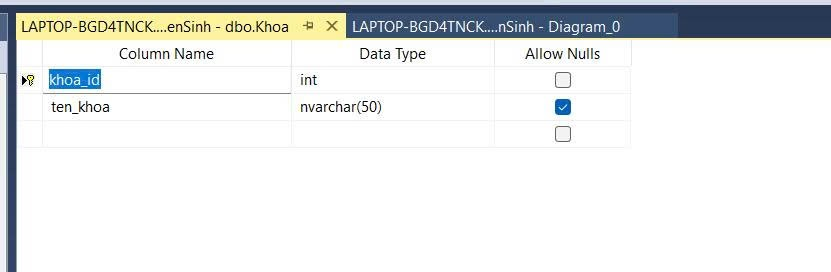 LAPTOP-BGD4TNCK....enSinh - dbo.Khoa LAPTOP-BGD4TNCK....nSinh - Diagram_0
Column Name Data Type Allow Nulls
khoa_id int
ten_khoa nvarchar(50)